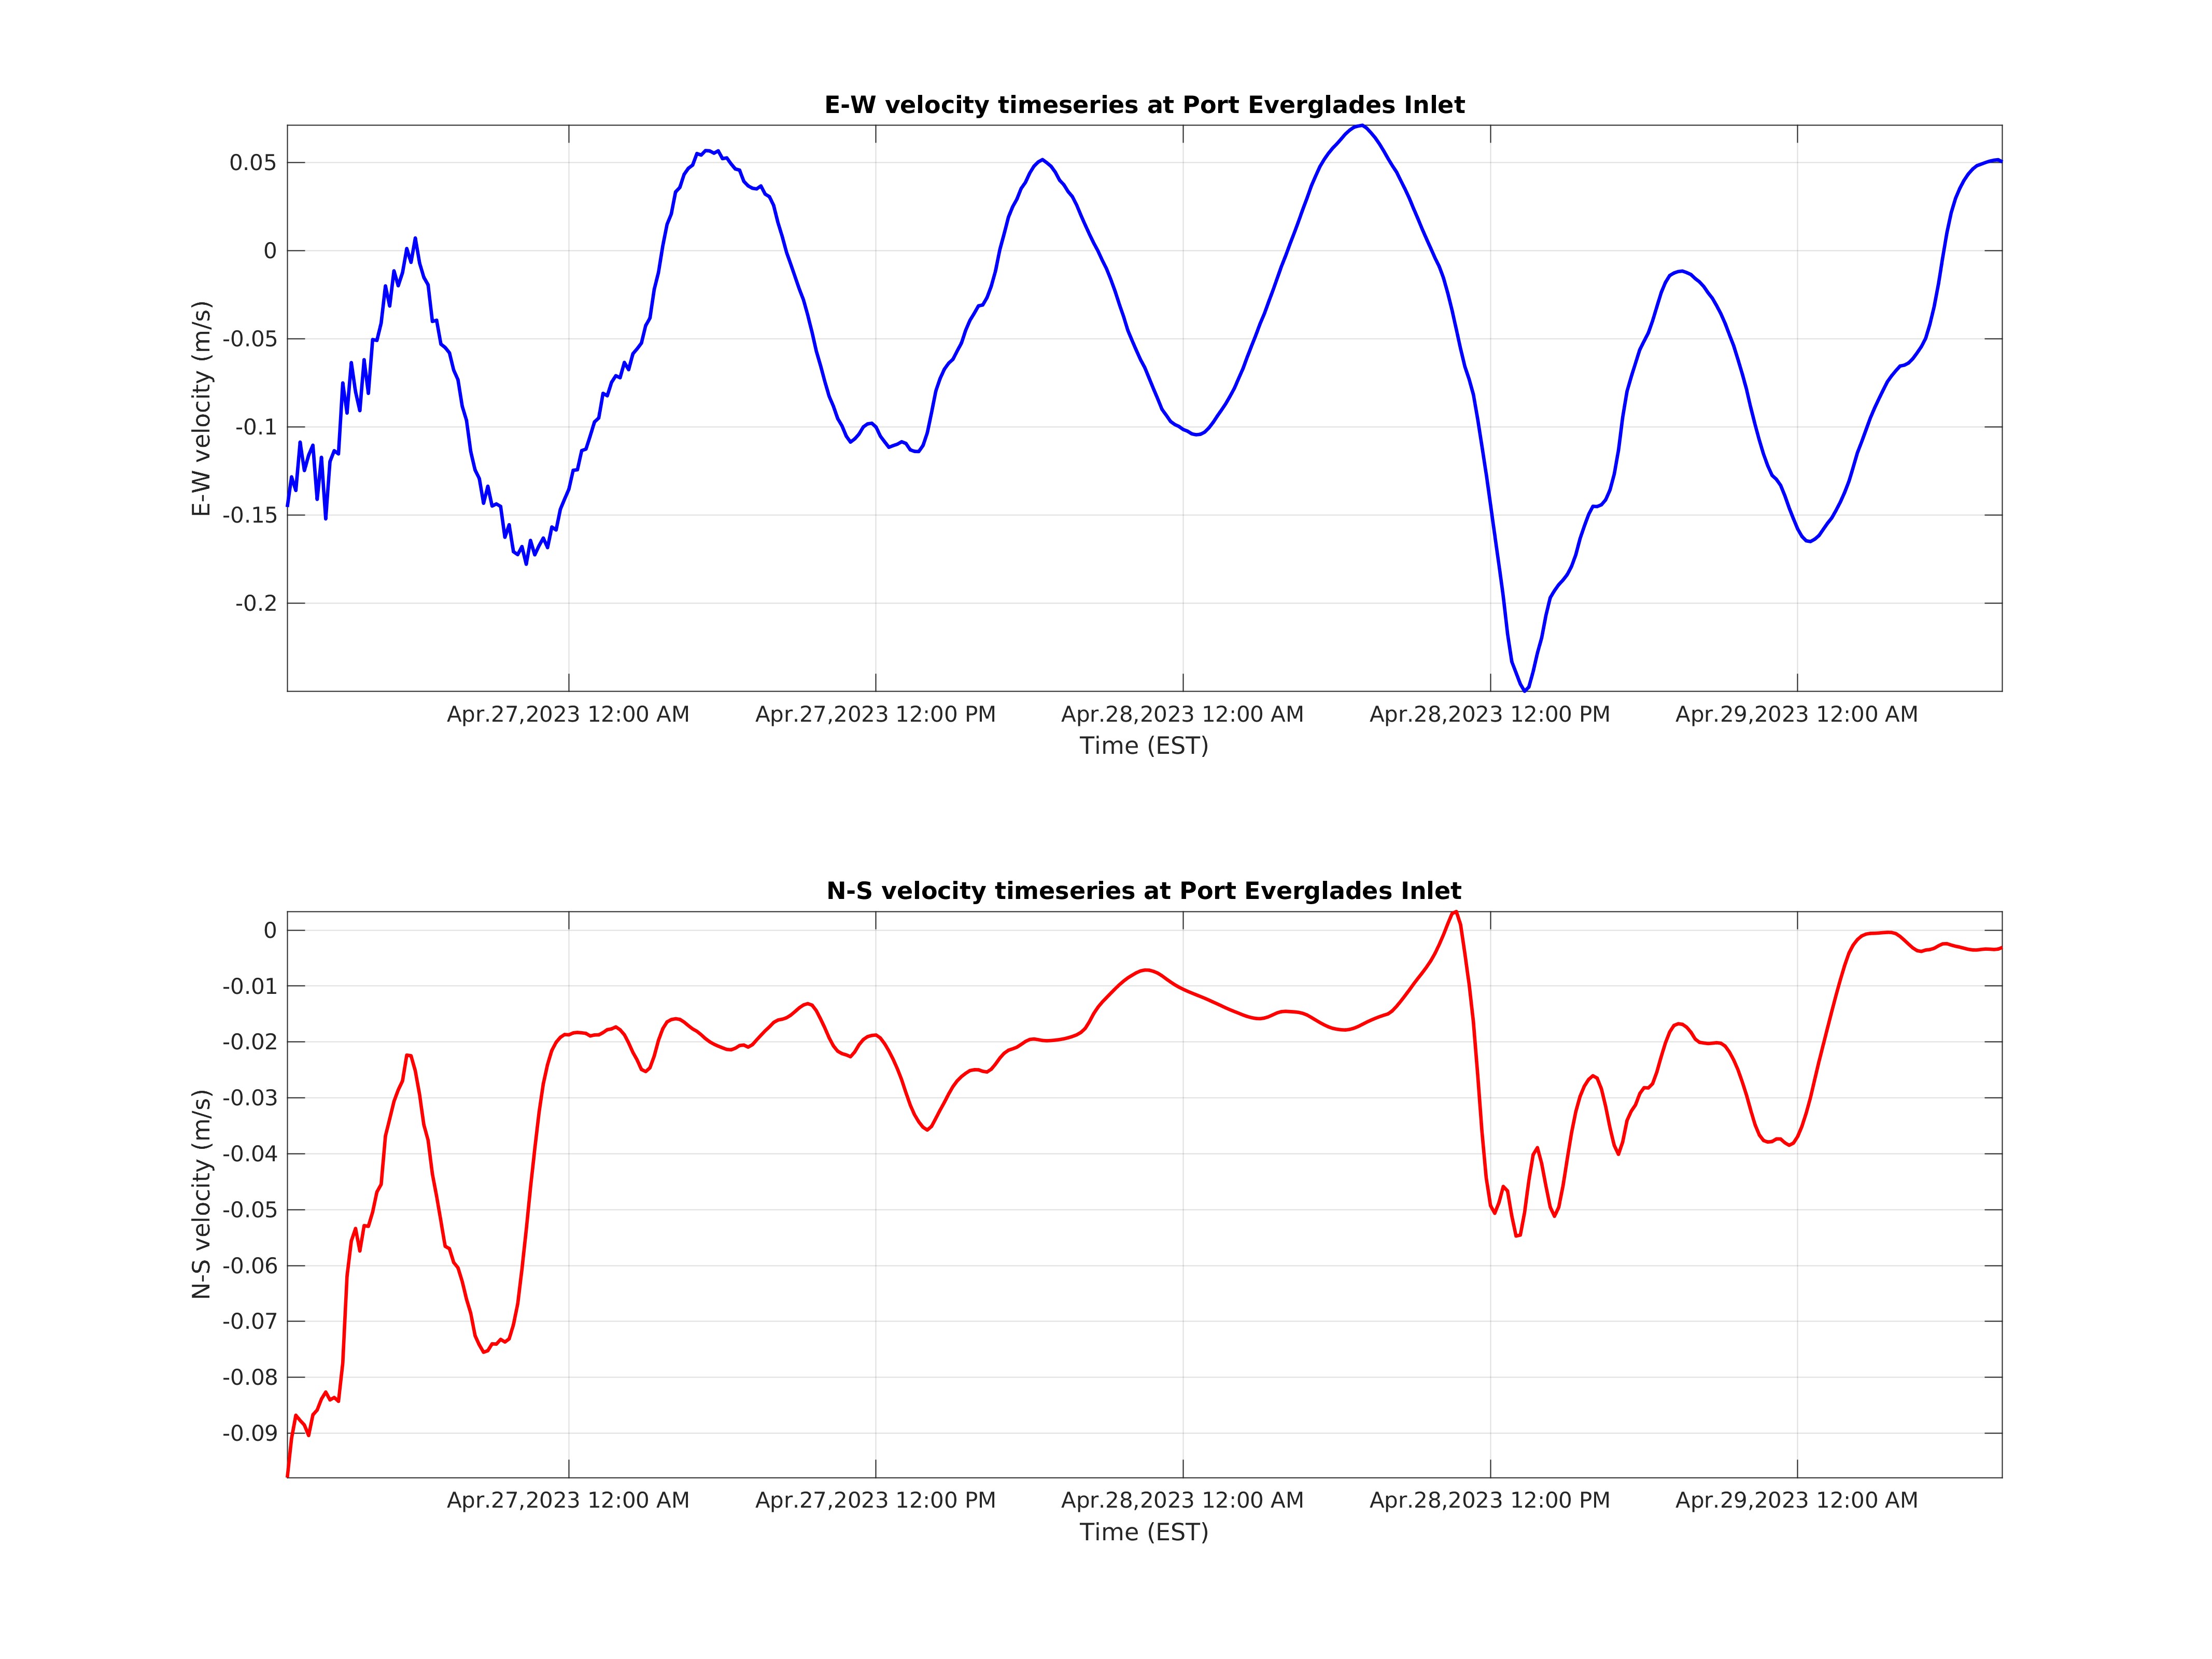 E-W velocity timeseries at Port Everglades Inlet
0.05
0
-0.05
-0.1
-0.15
-0.2
E-W velocity (m/s)
Apr.27,2023 12:00 AM Apr.27,2023 12:00 PM Apr.28,2023 12:00 AM Apr.28,2023 12:00 PM Apr.29,2023 12:00 AM
Time (EST)
N-S velocity timeseries at Port Everglades Inlet
0
-0.01
-0.02
-0.03
-0.04
-0.05
-0.06
-0.07
-0.08
-0.09
N-S velocity (m/s)
Apr.27,2023 12:00 AM Apr.27,2023 12:00 PM Apr.28,2023 12:00 AM Apr.28,2023 12:00 PM Apr.29,2023 12:00 AM
Time (EST)